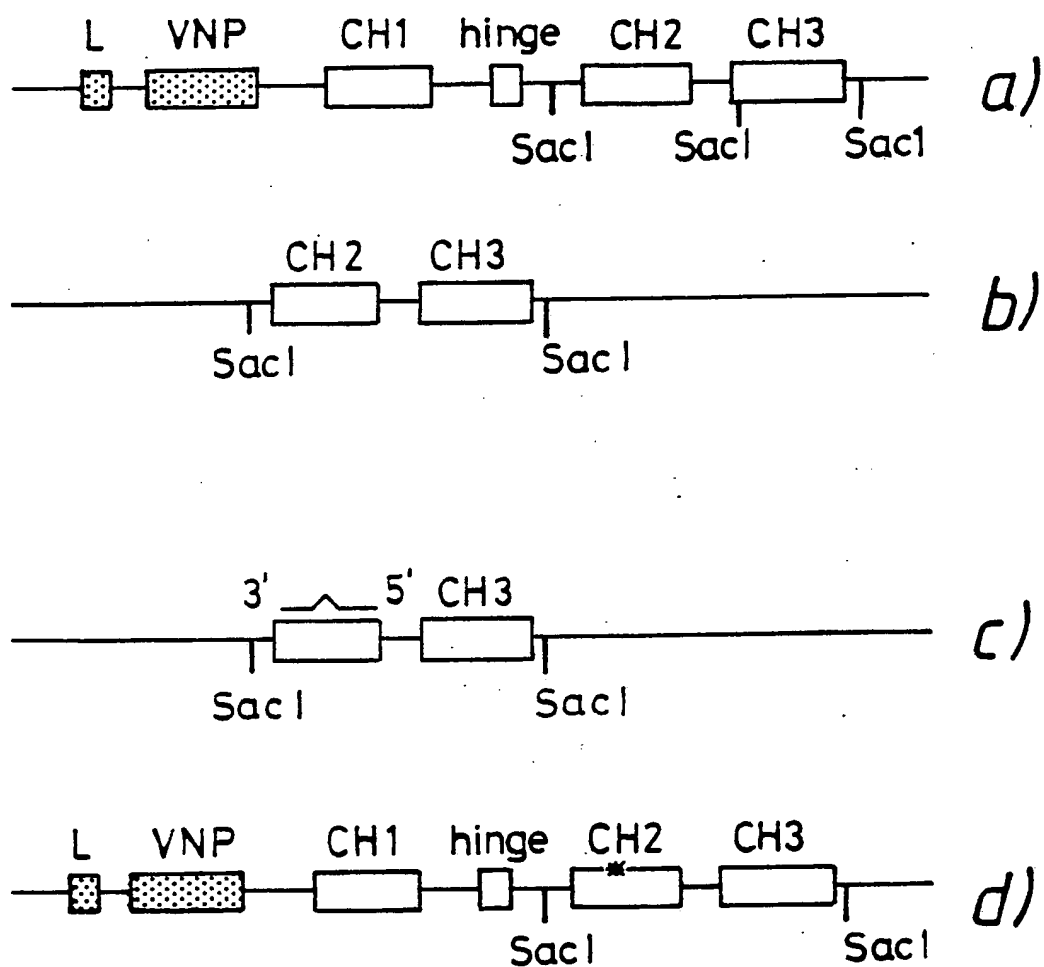 L VNP CH1 hinge CH2 CH3
a)
SacI SacI Sac1
CH2 CH3
b)
SacI SacI
3' 5' CH3
c)
SacI SacI
L VNP CH1 hinge CH2 CH3
*
d)
SacI SacI